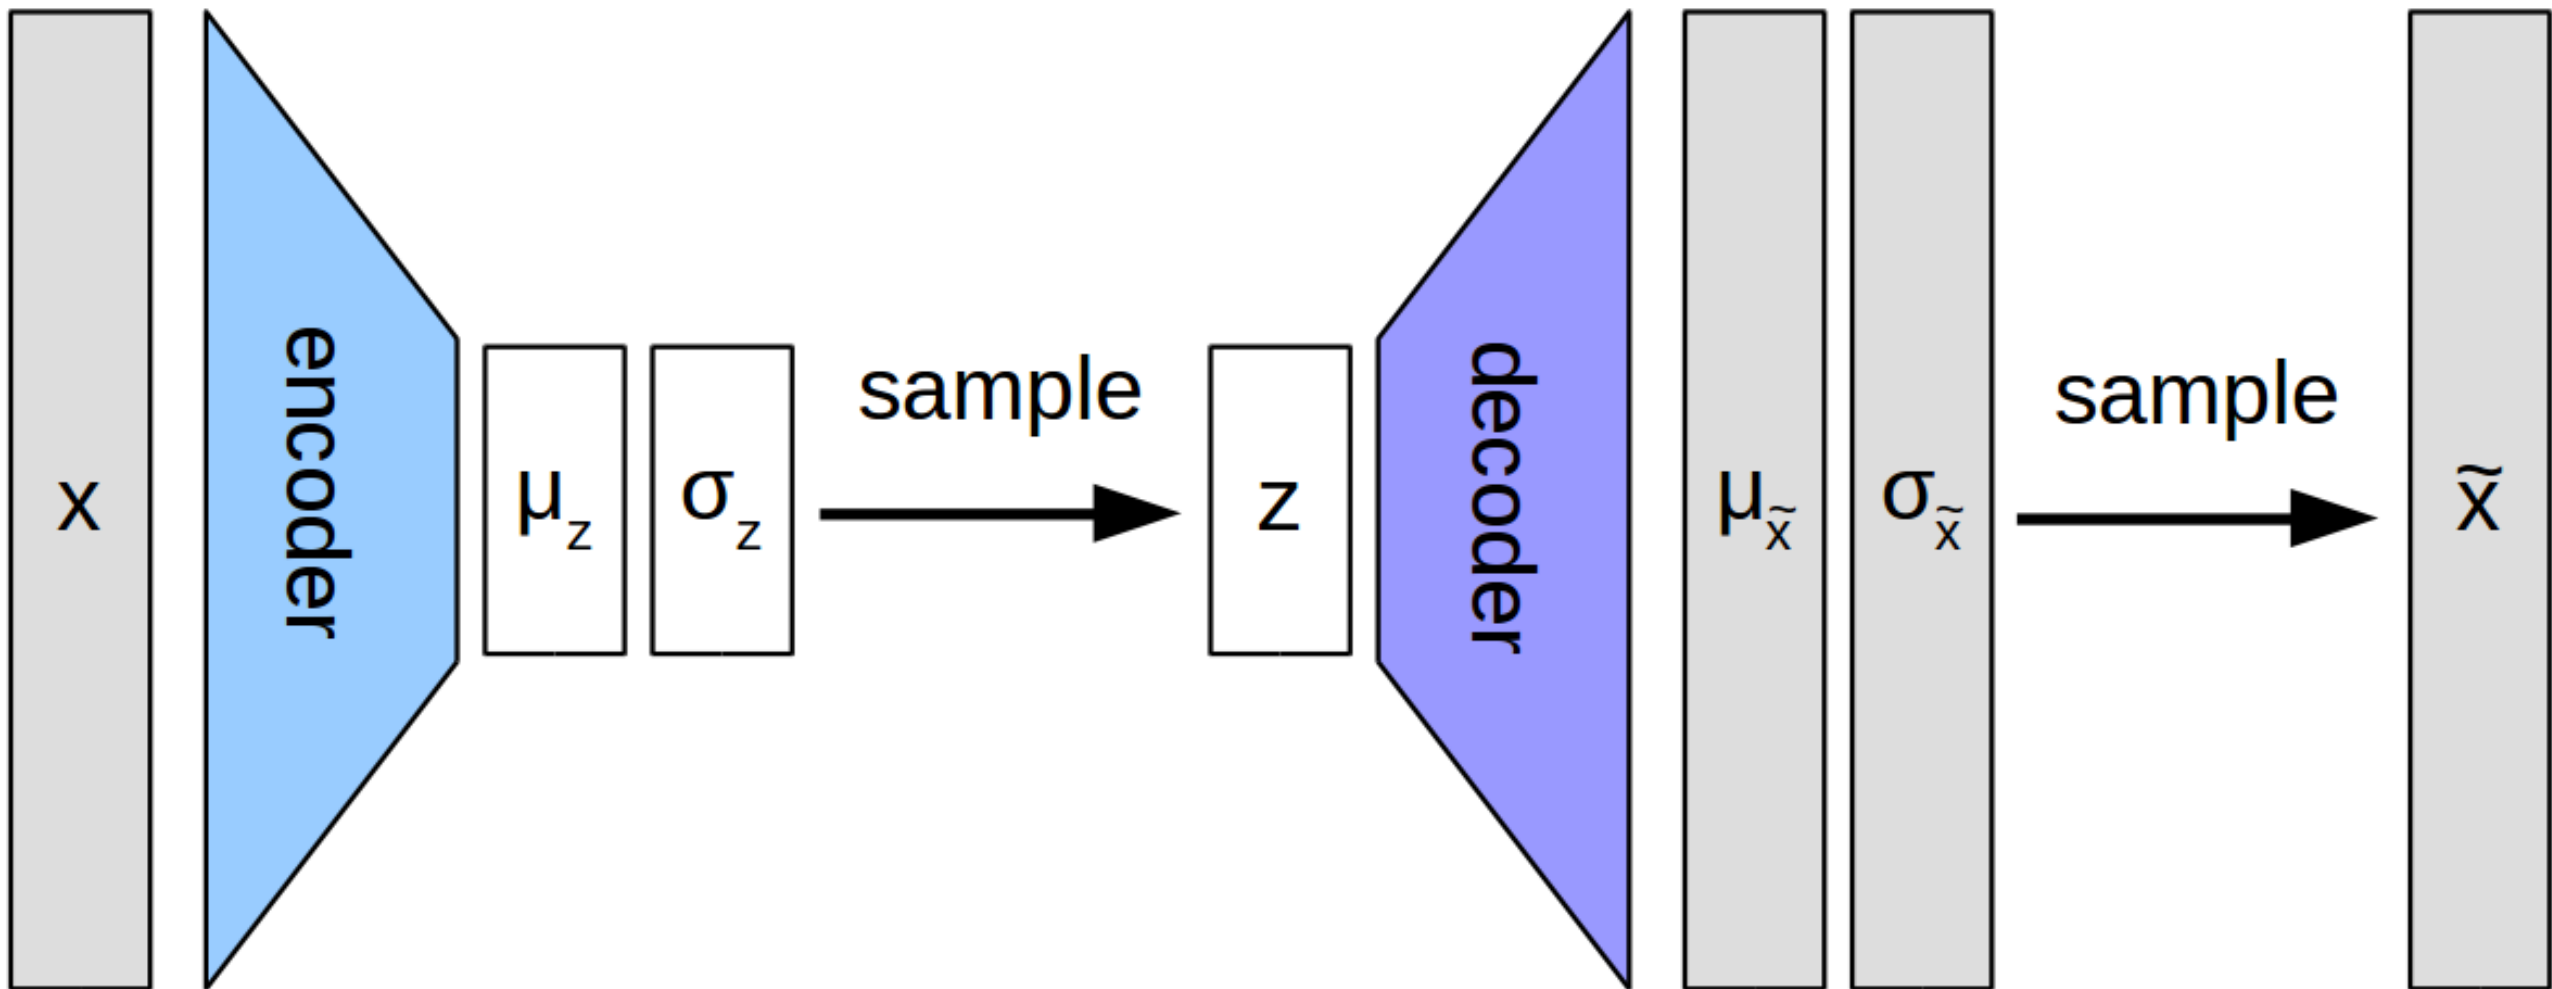 x
encoder
μz
σz
sample
z
decoder
μx̃
σx̃
sample
x̃